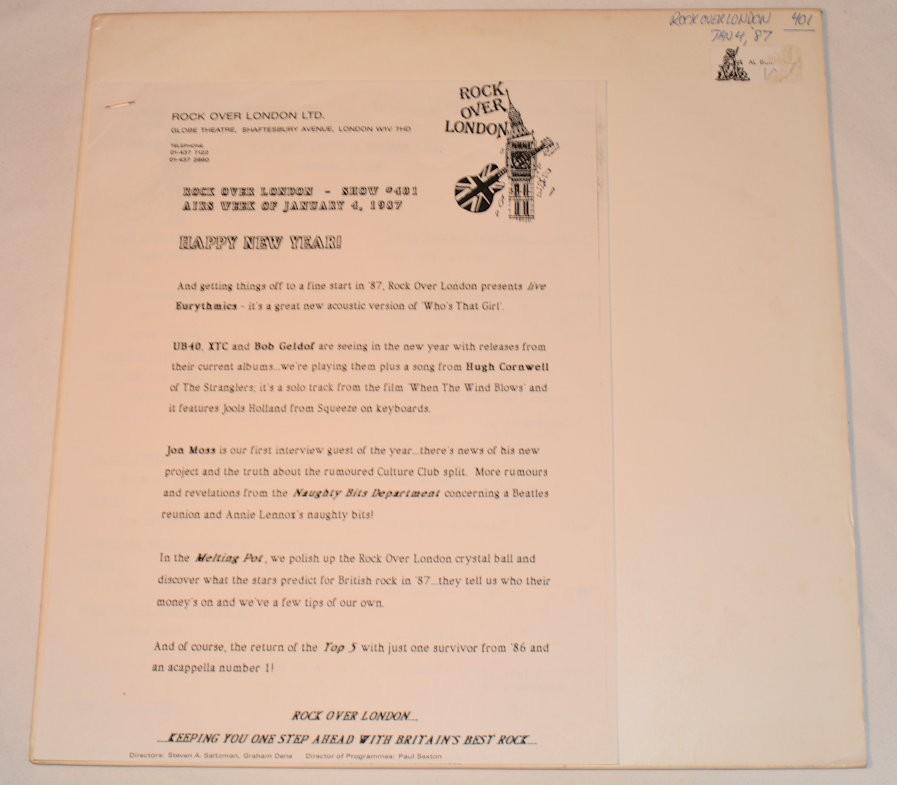 ROCK OVER LONDON 401
JAN 4, '87
AL
ROCK
OVER
LONDON
ROCK OVER LONDON LTD.
GLOBE THEATRE, SHAFTESBURY AVENUE, LONDON W1V 7HD
TELEPHONE
01-437 7122
01-437 2660
ROCK OVER LONDON - SHOW #401
AIRS WEEK OF JANUARY 4, 1987
HAPPY NEW YEAR!
And getting things off to a fine start in '87, Rock Over London presents live
Eurythmics - it's a great new acoustic version of 'Who's That Girl'.
UB40, XTC and Bob Geldof are seeing in the new year with releases from
their current albums...we're playing them plus a song from Hugh Cornwell
of The Stranglers; it's a solo track from the film 'When The Wind Blows' and
it features Jools Holland from Squeeze on keyboards.
Jon Moss is our first interview guest of the year...there's news of his new
project and the truth about the rumoured Culture Club split. More rumours
and revelations from the Naughty Bits Department concerning a Beatles
reunion and Annie Lennox's naughty bits!
In the Melting Pot, we polish up the Rock Over London crystal ball and
discover what the stars predict for British rock in '87...they tell us who their
money's on and we've a few tips of our own.
And of course, the return of the Top 5 with just one survivor from '86 and
an acappella number 1!
ROCK OVER LONDON...
...KEEPING YOU ONE STEP AHEAD WITH BRITAIN'S BEST ROCK...
Directors: Steven A. Saltzman, Graham Dene Director of Programmes: Paul Sexton